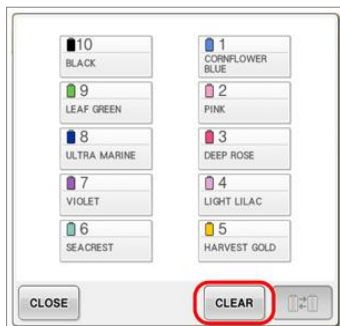 10
BLACK
1
CORNFLOWER
BLUE
9
LEAF GREEN
2
PINK
8
ULTRA MARINE
3
DEEP ROSE
7
VIOLET
4
LIGHT LILAC
6
SEACREST
5
HARVEST GOLD
CLOSE
CLEAR